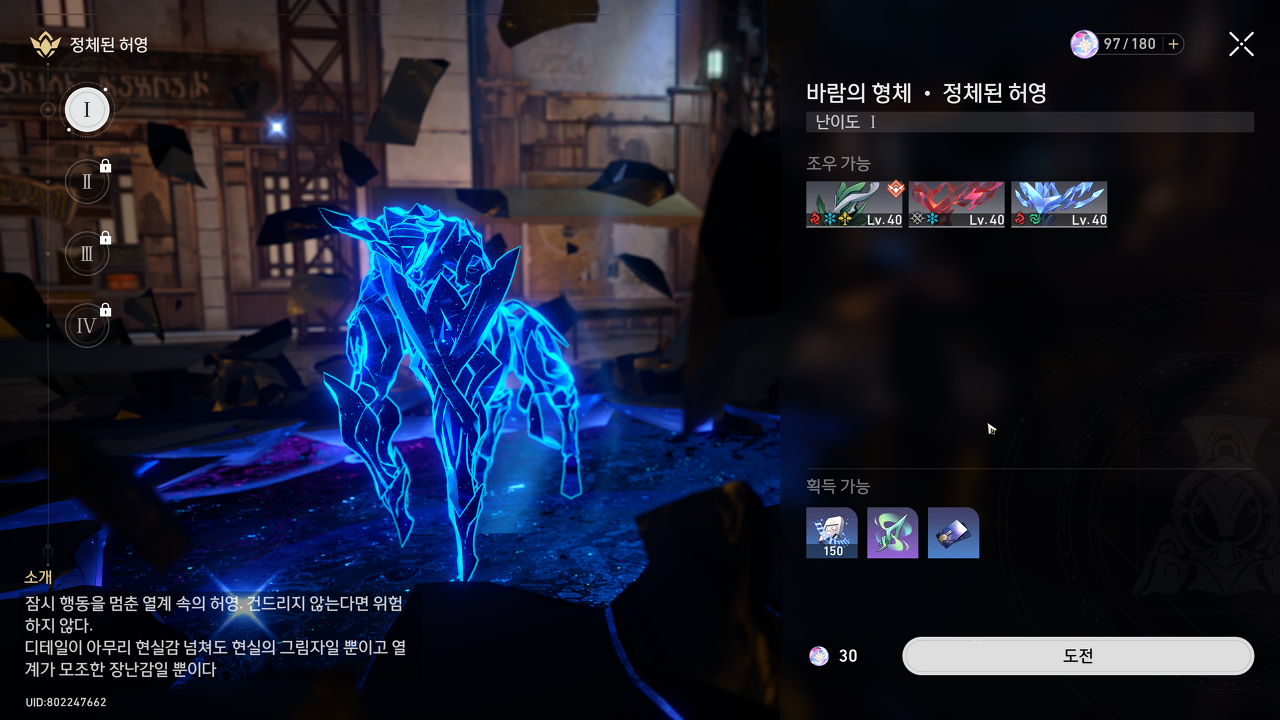 정체된 허영
97/180 +
I
II
III
IV
바람의 형체 • 정체된 허영
난이도 I
조우 가능
Lv.40
Lv.40
Lv.40
획득 가능
150
소개
잠시 행동을 멈춘 열계 속의 허영. 건드리지 않는다면 위험
하지 않다.
디테일이 아무리 현실감 넘쳐도 현실의 그림자일 뿐이고 열
계가 모조한 장난감일 뿐이다
30
도전
UID:802247662